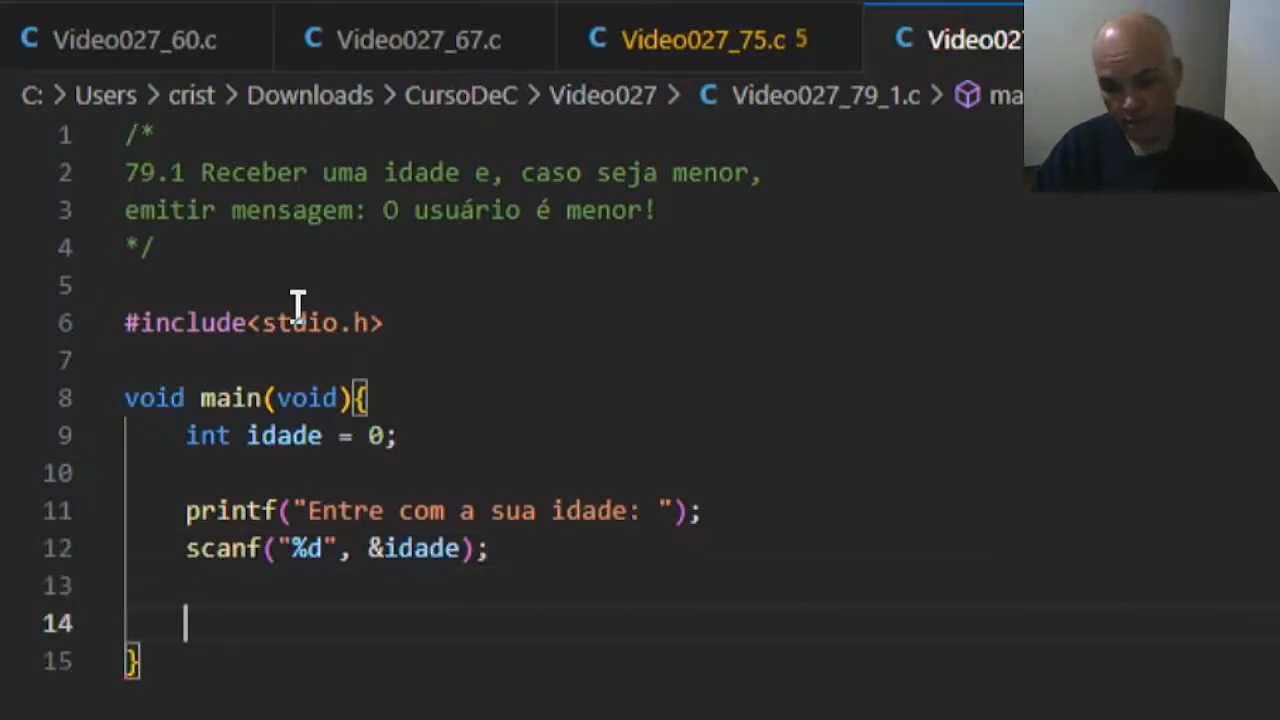 Video027_60.c
Video027_67.c
Video027_75.c 5
Video02
C: > Users > crist > Downloads > CursoDeC > Video027 > Video027_79_1.c > ma
1 /*
2 79.1 Receber uma idade e, caso seja menor,
3 emitir mensagem: O usuário é menor!
4 */
5
6 #include<stdio.h>
7
8 void main(void){
9 int idade = 0;
10
11 printf("Entre com a sua idade: ");
12 scanf("%d", &idade);
13
14
15 }